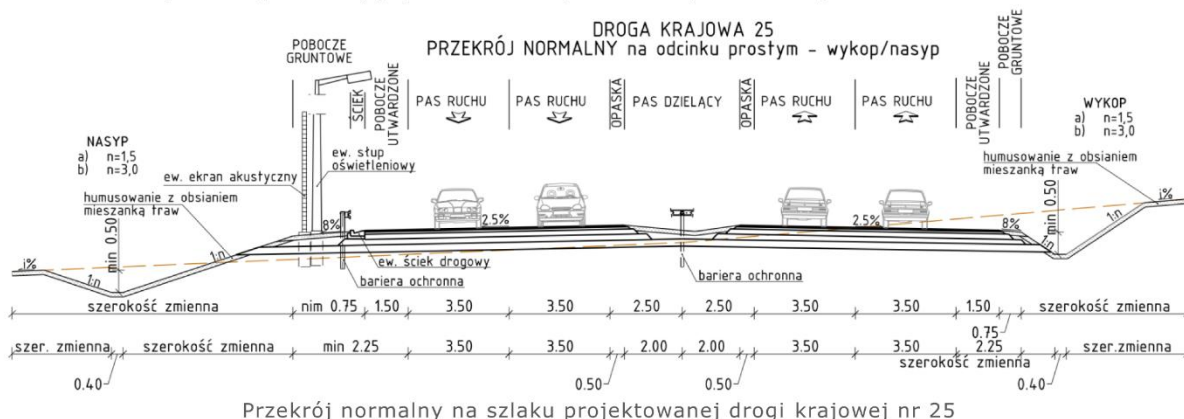 DROGA KRAJOWA 25
PRZEKRÓJ NORMALNY na odcinku prostym - wykop/nasyp
POBOCZE
GRUNTOWE
ŚCIEK
POBOCZE
UTWARDZONE
PAS RUCHU
PAS RUCHU
OPASKA
PAS DZIELĄCY
OPASKA
PAS RUCHU
PAS RUCHU
POBOCZE
UTWARDZONE
POBOCZE
GRUNTOWE
NASYP
a) n=1,5
b) n=3,0
WYKOP
a) n=1,5
b) n=3,0
ew. słup
oświetleniowy
ew. ekran akustyczny
humusowanie z obsianiem
mieszanką traw
humusowanie z obsianiem
mieszanką traw
min 0.50
min 0.50
i%
1:n
1:n
8%
2.5%
2.5%
8%
1:n
1:n
i%
ew. ściek drogowy
bariera ochronna
bariera ochronna
szerokość zmienna
nim 0.75
1.50
3.50
3.50
2.50
2.50
3.50
3.50
1.50
0.75
szerokość zmienna
szer. zmienna
0.40
szerokość zmienna
min 2.25
3.50
3.50
0.50
2.00
2.00
0.50
3.50
3.50
2.25
szerokość zmienna
0.40
szer.zmienna
Przekrój normalny na szlaku projektowanej drogi krajowej nr 25